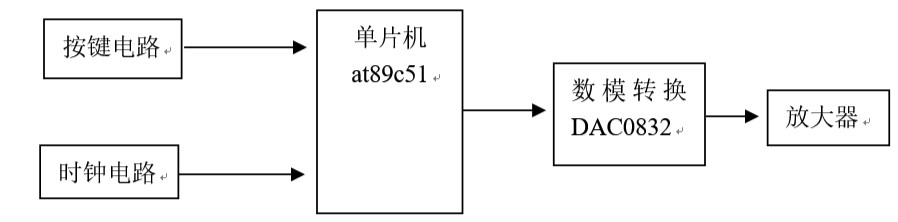 按键电路
单片机
at89c51
时钟电路
数模转换
DAC0832
放大器